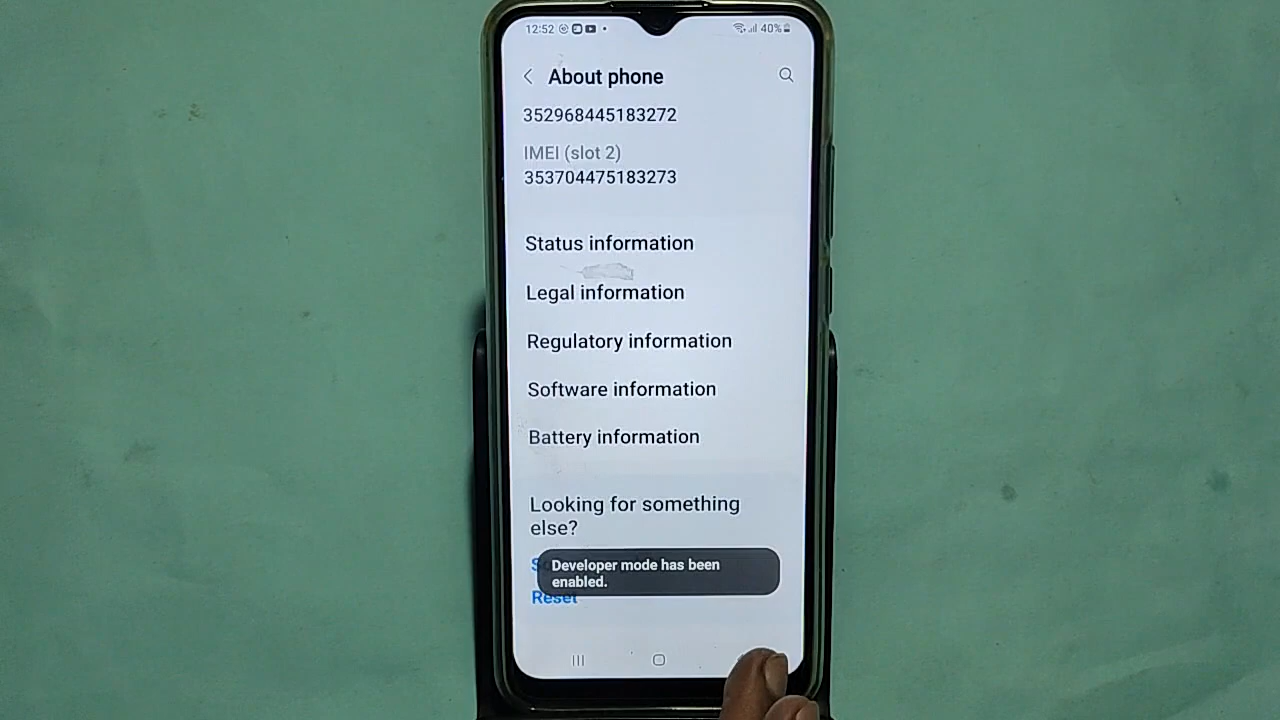 12:52
40%
About phone
352968445183272
IMEI (slot 2)
353704475183273
Status information
Legal information
Regulatory information
Software information
Battery information
Looking for something
else?
Developer mode has been
enabled.
Reset